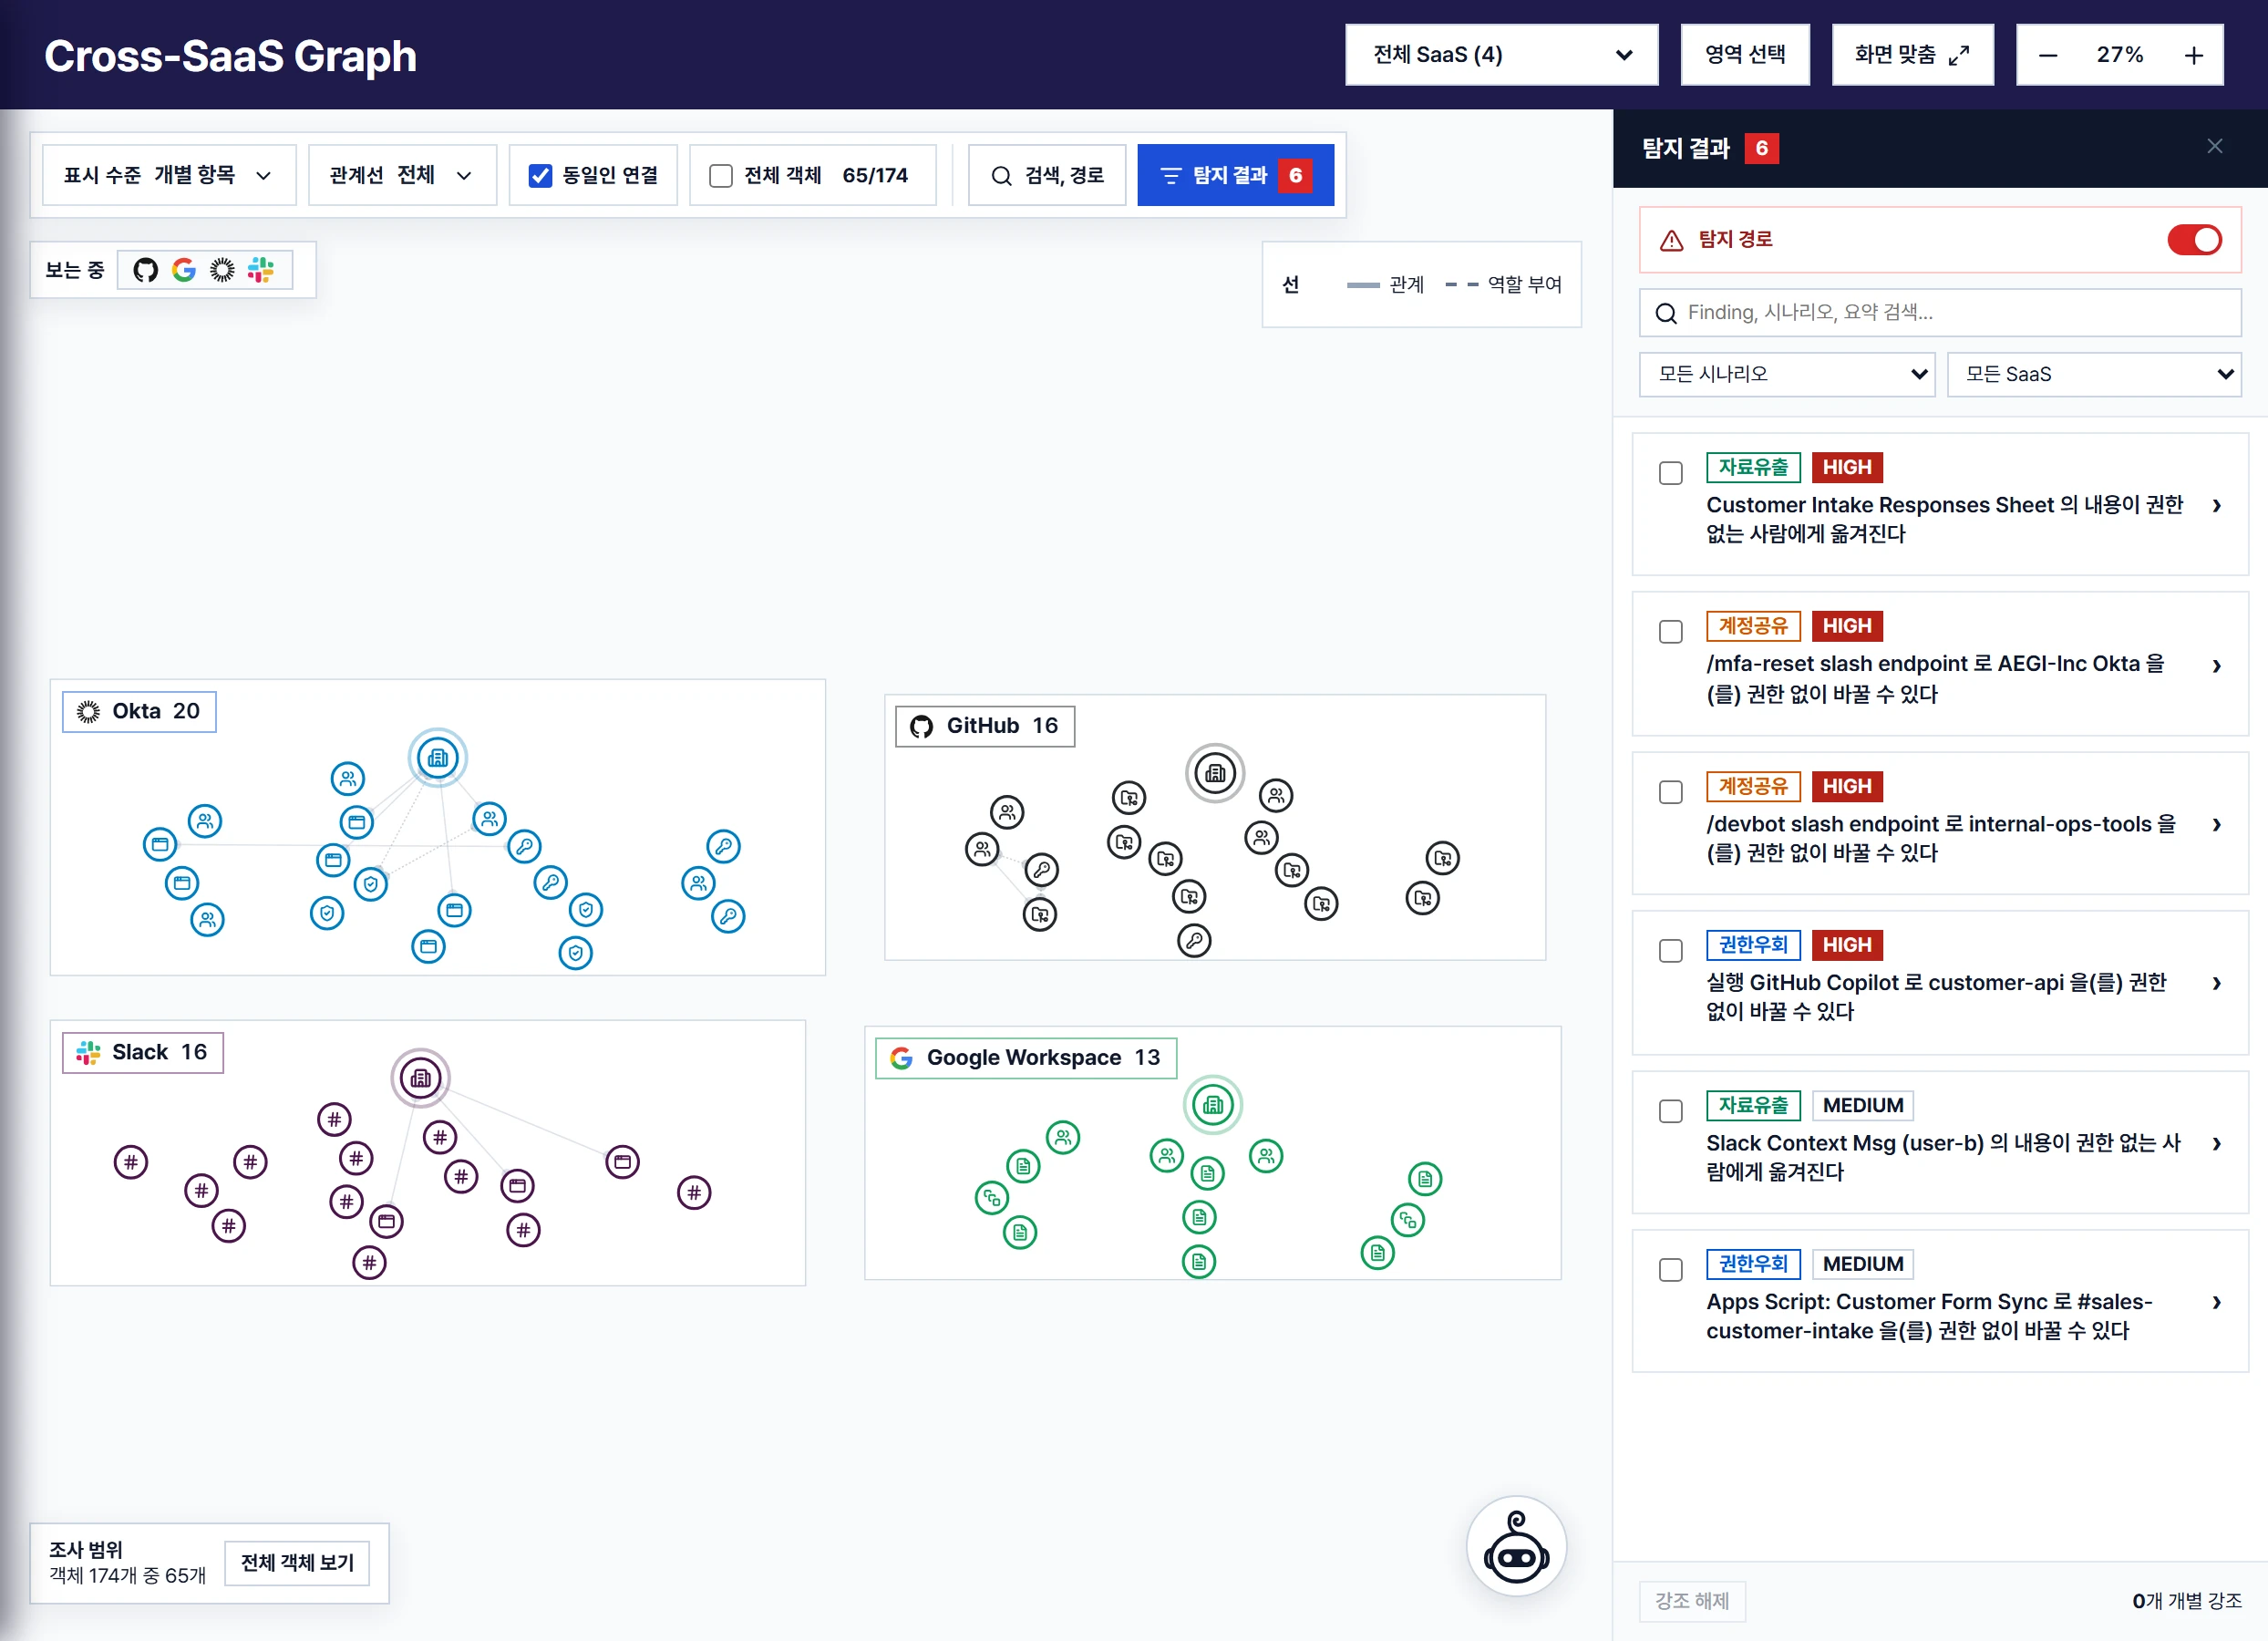 Cross-SaaS Graph
전체 SaaS (4)
영역 선택
화면 맞춤
27%
표시 수준 개별 항목
관계선 전체
동일인 연결
전체 객체 65/174
검색, 경로
탐지 결과 6
보는 중
선 관계 역할 부여
Okta 20
GitHub 16
Slack 16
Google Workspace 13
조사 범위
객체 174개 중 65개
전체 객체 보기
탐지 결과 6
탐지 경로
Finding, 시나리오, 요약 검색...
모든 시나리오
모든 SaaS
자료유출 HIGH
Customer Intake Responses Sheet 의 내용이 권한
없는 사람에게 옮겨진다
계정공유 HIGH
/mfa-reset slash endpoint 로 AEGI-Inc Okta 을
(를) 권한 없이 바꿀 수 있다
계정공유 HIGH
/devbot slash endpoint 로 internal-ops-tools 을
(를) 권한 없이 바꿀 수 있다
권한우회 HIGH
실행 GitHub Copilot 로 customer-api 을(를) 권한
없이 바꿀 수 있다
자료유출 MEDIUM
Slack Context Msg (user-b) 의 내용이 권한 없는 사
람에게 옮겨진다
권한우회 MEDIUM
Apps Script: Customer Form Sync 로 #sales-
customer-intake 을(를) 권한 없이 바꿀 수 있다
강조 해제
0개 개별 강조